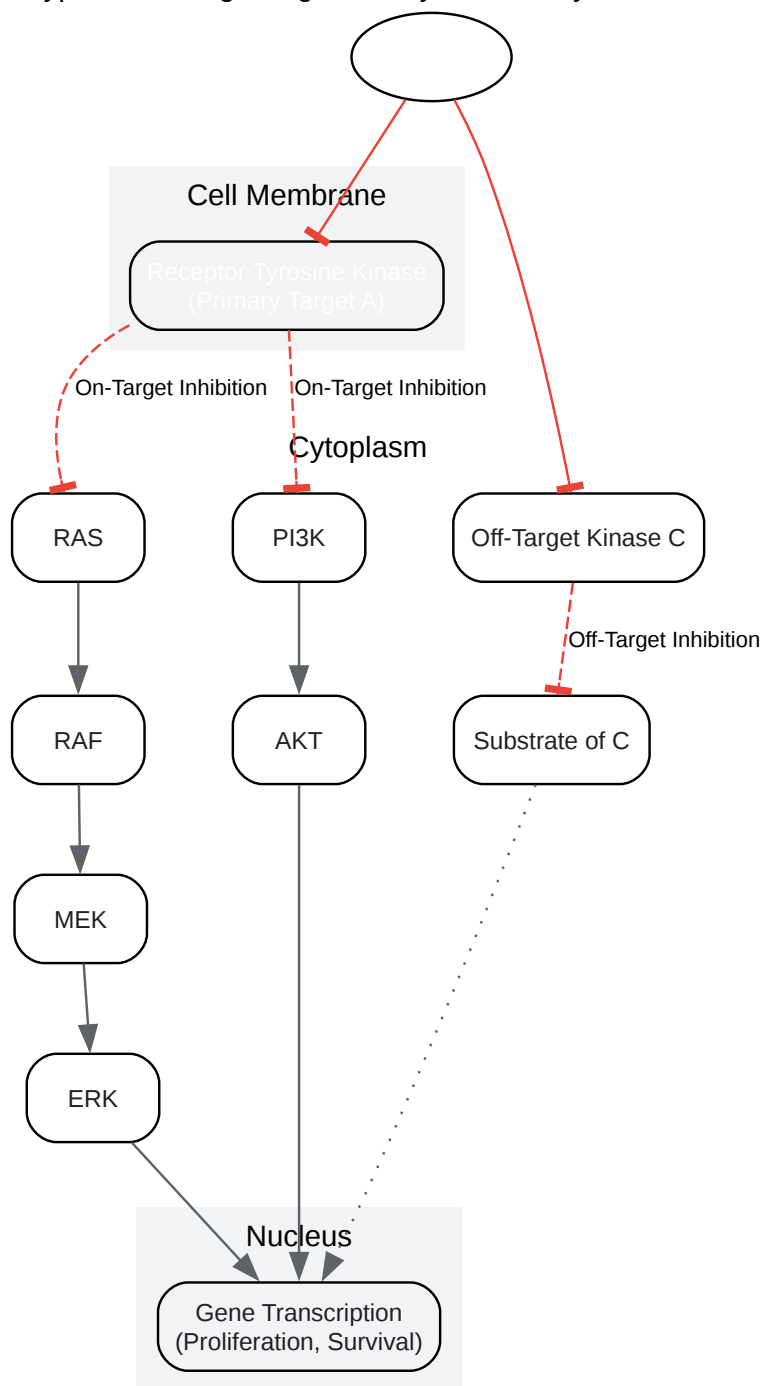 Cell Membrane
Receptor Tyrosine Kinase
(Primary Target A)
On-Target Inhibition
On-Target Inhibition
Cytoplasm
RAS
PI3K
Off-Target Kinase C
Off-Target Inhibition
RAF
AKT
Substrate of C
MEK
ERK
Nucleus
Gene Transcription
(Proliferation, Survival)